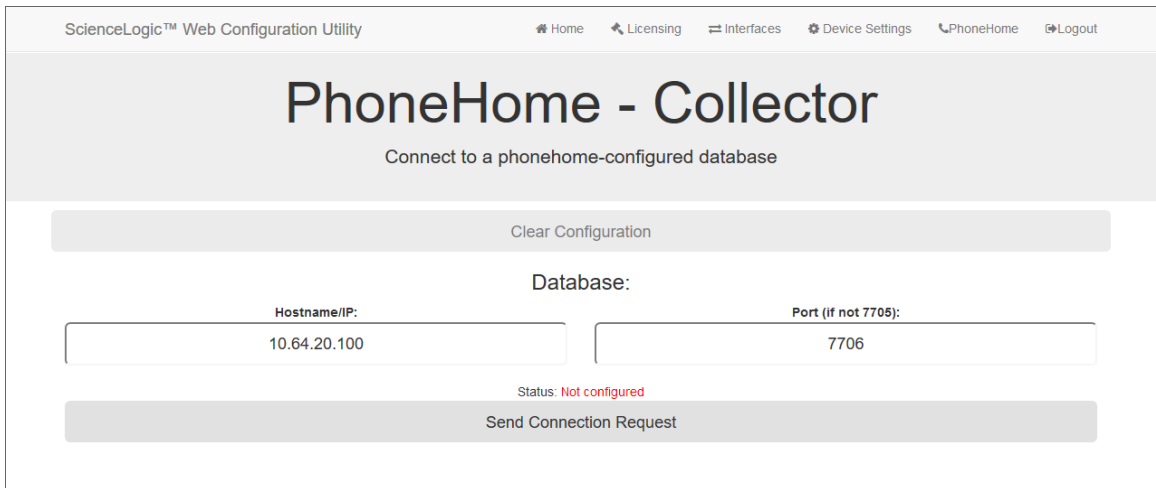 ScienceLogic™ Web Configuration Utility Home Licensing Interfaces Device Settings PhoneHome Logout
PhoneHome - Collector
Connect to a phonehome-configured database
Clear Configuration
Database:
Hostname/IP: Port (if not 7705):
10.64.20.100 7706
Status: Not configured
Send Connection Request